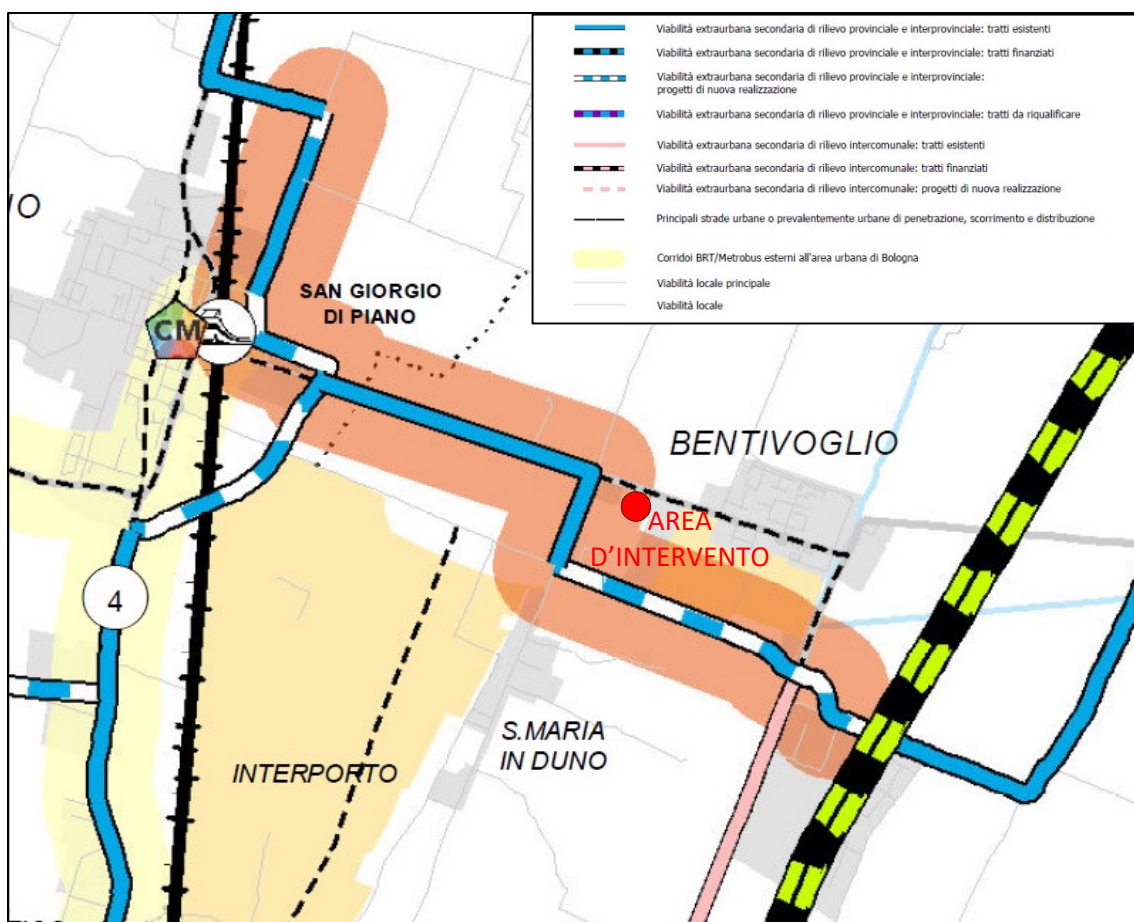 Viabilità extraurbana secondaria di rilievo provinciale e interprovinciale: tratti esistenti
Viabilità extraurbana secondaria di rilievo provinciale e interprovinciale: tratti finanziati
Viabilità extraurbana secondaria di rilievo provinciale e interprovinciale:
progetti di nuova realizzazione
Viabilità extraurbana secondaria di rilievo provinciale e interprovinciale: tratti da riqualificare
Viabilità extraurbana secondaria di rilievo intercomunale: tratti esistenti
Viabilità extraurbana secondaria di rilievo intercomunale: tratti finanziati
Viabilità extraurbana secondaria di rilievo intercomunale: progetti di nuova realizzazione
Principali strade urbane o prevalentemente urbane di penetrazione, scorrimento e distribuzione
Corridoi BRT/Metrobus esterni all'area urbana di Bologna
Viabilità locale principale
Viabilità locale
IO
SAN GIORGIO
DI PIANO
CM
BENTIVOGLIO
AREA
D'INTERVENTO
4
S.MARIA
IN DUNO
INTERPORTO